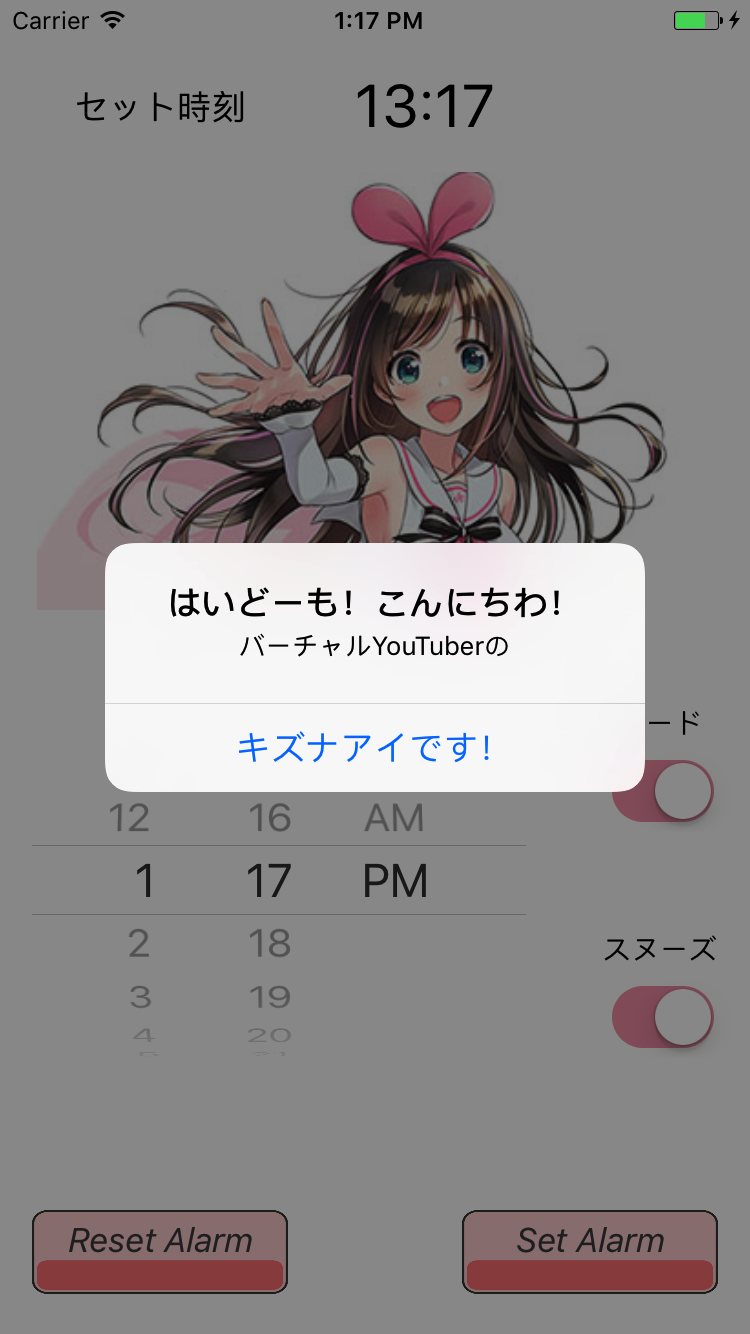 Carrier 1:17 PM
セット時刻 13:17
はいどーも！こんにちわ！
バーチャルYouTuberの
キズナアイです！
ード
12 16 AM
1 17 PM
2 18
スヌーズ
3 19
4 20
Reset Alarm Set Alarm